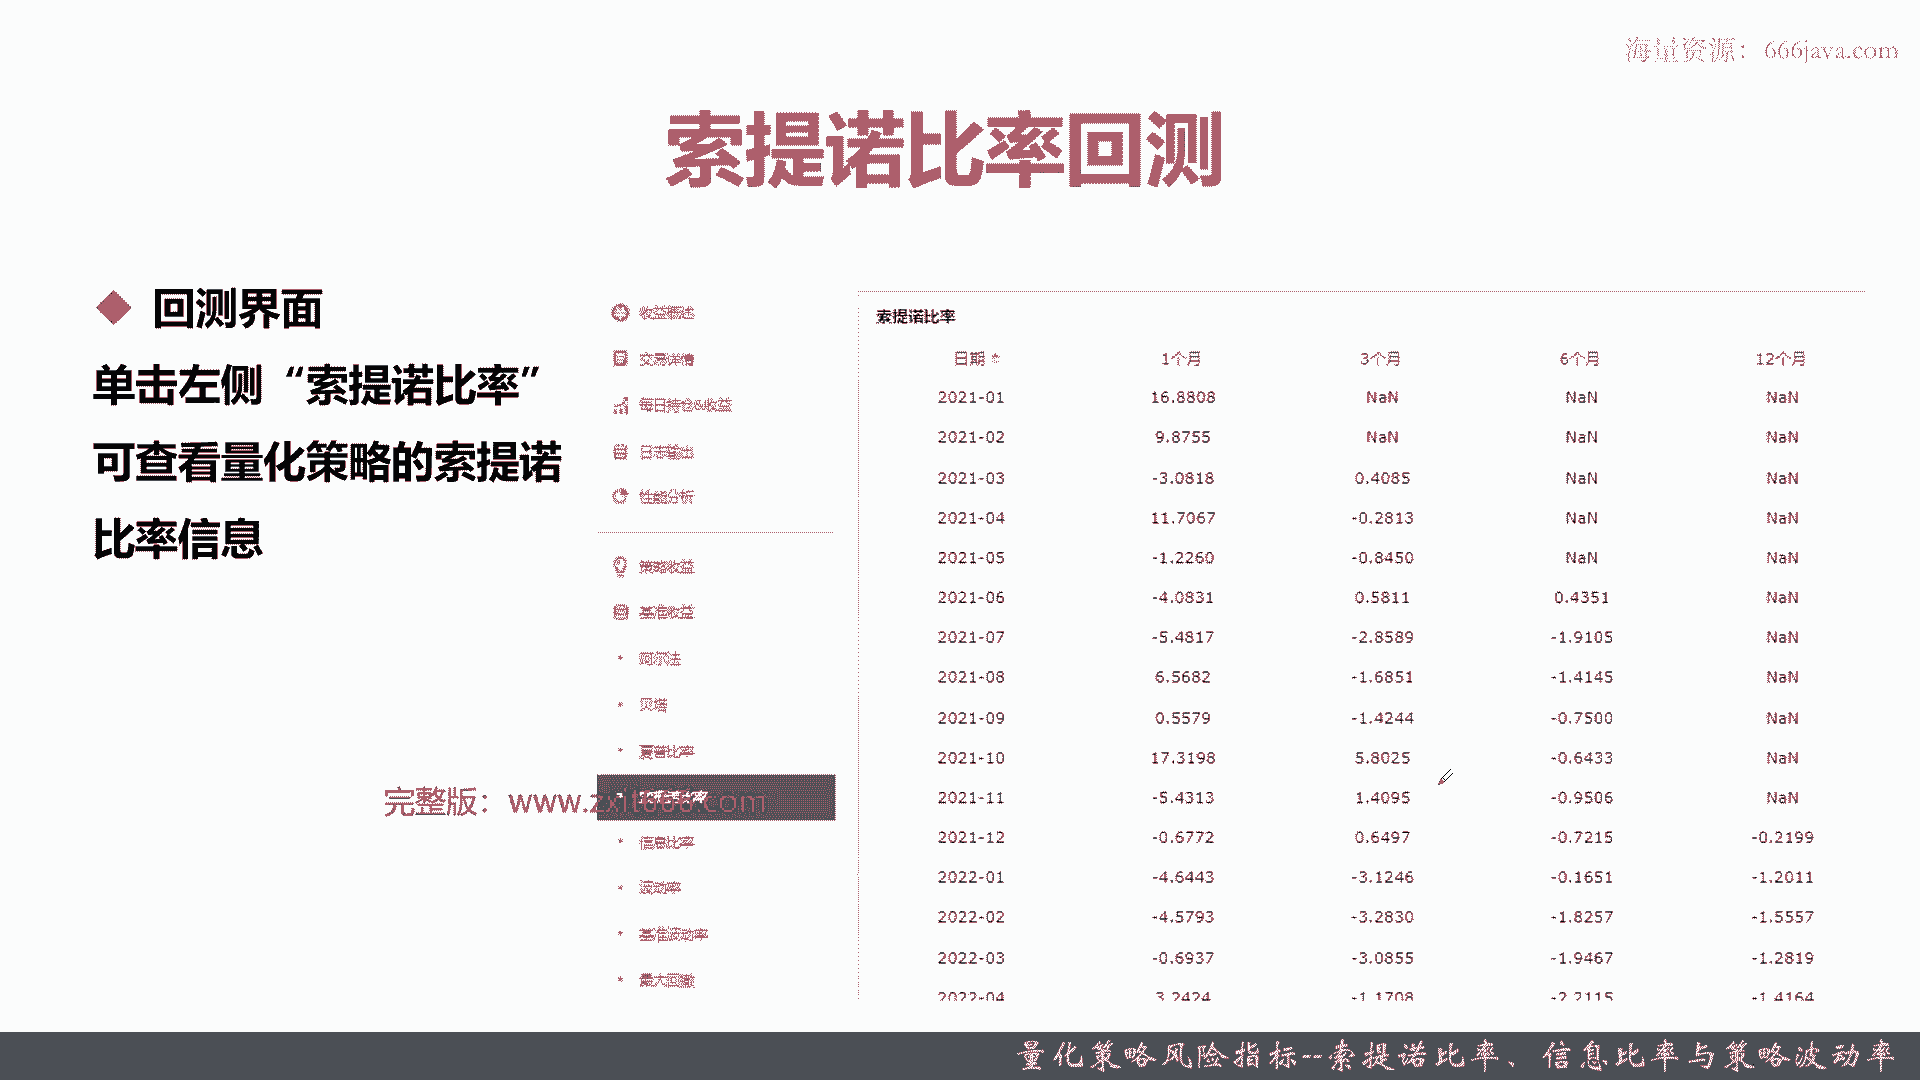 海量资源：666java.com
索提诺比率回测
回测界面
单击左侧“索提诺比率”
可查看量化策略的索提诺
比率信息
收益概述
交易详情
每日持仓&收益
日志输出
性能分析
策略收益
基准收益
阿尔法
贝塔
夏普比率
完整版：www.zxit666.com
信息比率
波动率
基准波动率
最大回撤
索提诺比率
日期 1个月 3个月 6个月 12个月
2021-01 16.8808 NaN NaN NaN
2021-02 9.8755 NaN NaN NaN
2021-03 -3.0818 0.4085 NaN NaN
2021-04 11.7067 -0.2813 NaN NaN
2021-05 -1.2260 -0.8450 NaN NaN
2021-06 -4.0831 0.5811 0.4351 NaN
2021-07 -5.4817 -2.8589 -1.9105 NaN
2021-08 6.5682 -1.6851 -1.4145 NaN
2021-09 0.5579 -1.4244 -0.7500 NaN
2021-10 17.3198 5.8025 -0.6433 NaN
2021-11 -5.4313 1.4095 -0.9506 NaN
2021-12 -0.6772 0.6497 -0.7215 -0.2199
2022-01 -4.6443 -3.1246 -0.1651 -1.2011
2022-02 -4.5793 -3.2830 -1.8257 -1.5557
2022-03 -0.6937 -3.0855 -1.9467 -1.2819
2022-04 3.2424 -1.1708 -2.2115 -1.4164
量化策略风险指标--索提诺比率、信息比率与策略波动率